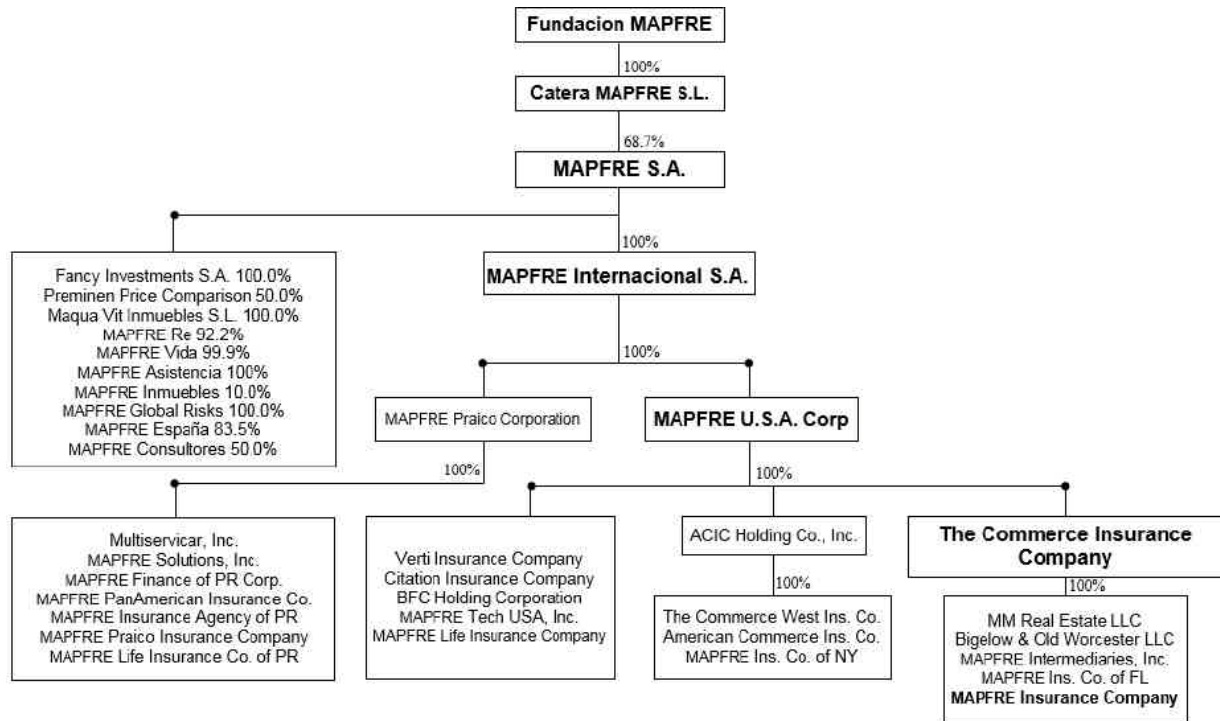 Fundacion MAPFRE
100%
Catera MAPFRE S.L.
68.7%
MAPFRE S.A.
100%
Fancy Investments S.A. 100.0%
Preminen Price Comparison 50.0%
Maqua Vit Inmuebles S.L. 100.0%
MAPFRE Re 92.2%
MAPFRE Vida 99.9%
MAPFRE Asistencia 100%
MAPFRE Inmuebles 10.0%
MAPFRE Global Risks 100.0%
MAPFRE España 83.5%
MAPFRE Consultores 50.0%
MAPFRE Internacional S.A.
100%
MAPFRE Praico Corporation
MAPFRE U.S.A. Corp
100%
100%
Multiservicar, Inc.
MAPFRE Solutions, Inc.
MAPFRE Finance of PR Corp.
MAPFRE PanAmerican Insurance Co.
MAPFRE Insurance Agency of PR
MAPFRE Praico Insurance Company
MAPFRE Life Insurance Co. of PR
Verti Insurance Company
Citation Insurance Company
BFC Holding Corporation
MAPFRE Tech USA, Inc.
MAPFRE Life Insurance Company
ACIC Holding Co., Inc.
100%
The Commerce West Ins. Co.
American Commerce Ins. Co.
MAPFRE Ins. Co. of NY
The Commerce Insurance
Company
100%
MM Real Estate LLC
Bigelow & Old Worcester LLC
MAPFRE Intermediaries, Inc.
MAPFRE Ins. Co. of FL
MAPFRE Insurance Company